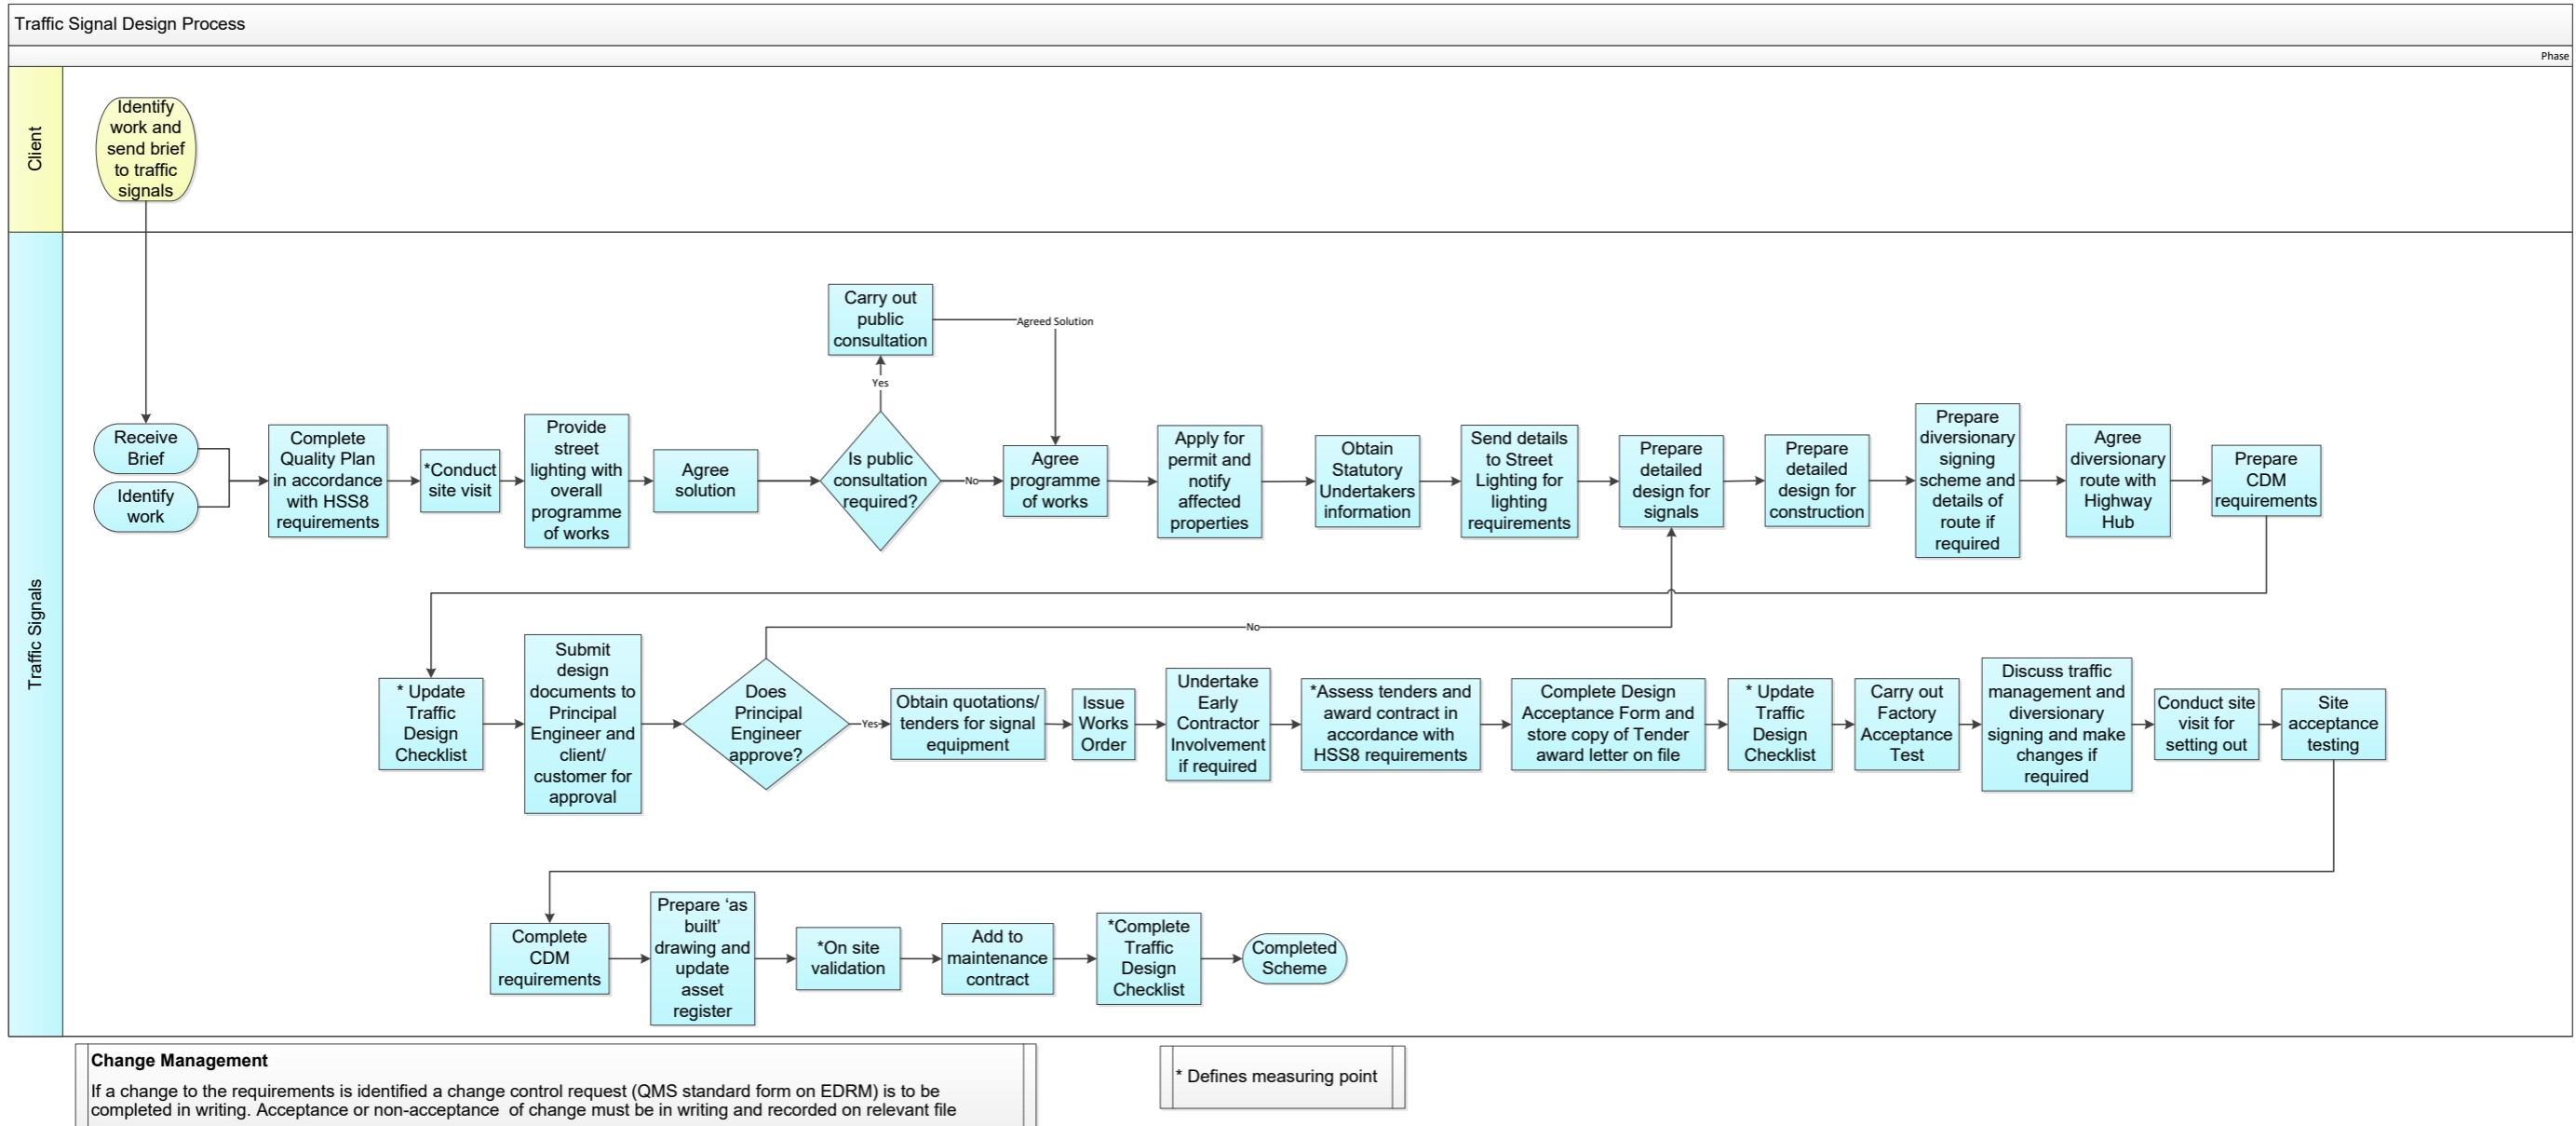 Traffic Signal Design Process
Phase
Client
Identify
work and
send brief
to traffic
signals
Traffic Signals
Receive
Brief
Identify
work
Complete
Quality Plan
in accordance
with HSS8
requirements
*Conduct
site visit
Provide
street
lighting with
overall
programme
of works
Agree
solution
Is public
consultation
required?
Yes
Carry out
public
consultation
Agreed Solution
No
Agree
programme
of works
Apply for
permit and
notify
affected
properties
Obtain
Statutory
Undertakers
information
Send details
to Street
Lighting for
lighting
requirements
Prepare
detailed
design for
signals
Prepare
detailed
design for
construction
Prepare
diversionary
signing
scheme and
details of
route if
required
Agree
diversionary
route with
Highway
Hub
Prepare
CDM
requirements
* Update
Traffic
Design
Checklist
Submit
design
documents to
Principal
Engineer and
client/
customer for
approval
Does
Principal
Engineer
approve?
No
Yes
Obtain quotations/
tenders for signal
equipment
Issue
Works
Order
Undertake
Early
Contractor
Involvement
if required
*Assess tenders and
award contract in
accordance with
HSS8 requirements
Complete Design
Acceptance Form and
store copy of Tender
award letter on file
* Update
Traffic
Design
Checklist
Carry out
Factory
Acceptance
Test
Discuss traffic
management and
diversionary
signing and make
changes if
required
Conduct site
visit for
setting out
Site
acceptance
testing
Complete
CDM
requirements
Prepare ‘as
built’
drawing and
update
asset
register
*On site
validation
Add to
maintenance
contract
*Complete
Traffic
Design
Checklist
Completed
Scheme
Change Management
If a change to the requirements is identified a change control request (QMS standard form on EDRM) is to be
completed in writing. Acceptance or non-acceptance  of change must be in writing and recorded on relevant file
* Defines measuring point